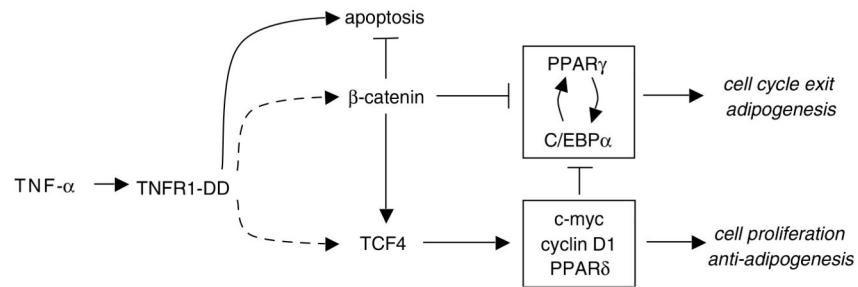 apoptosis
PPARγ
β-catenin
cell cycle exit
adipogenesis
C/EBPα
TNF-α
TNFR1-DD
c-myc
TCF4
cyclin D1
cell proliferation
anti-adipogenesis
PPARδ